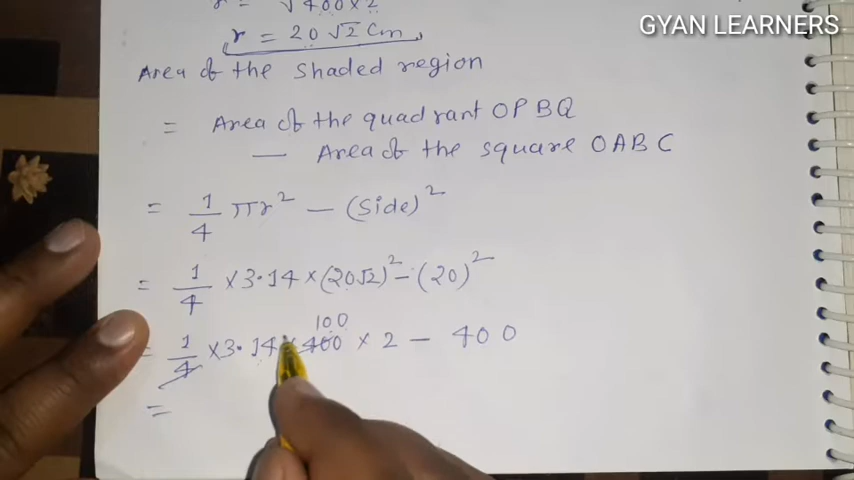 r = √400×2
GYAN LEARNERS
r = 20√2 Cm
Area of the shaded region
= Area of the quadrant OPBQ
— Area of the square OABC
= 1/4 πr² — (Side)²
= 1/4 × 3.14 × (20√2)² — (20)²
100
= 1/4 × 3.14 × 400 × 2 — 400
=